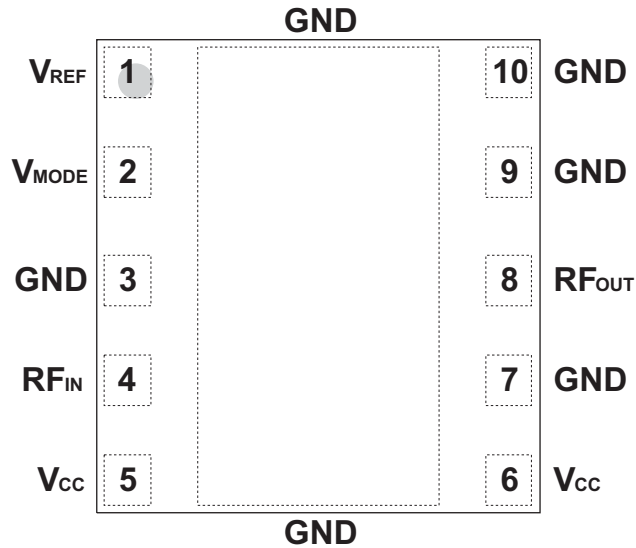 GND
VREF 1 10 GND
VMODE 2 9 GND
GND 3 8 RFOUT
RFIN 4 7 GND
VCC 5 6 VCC
GND